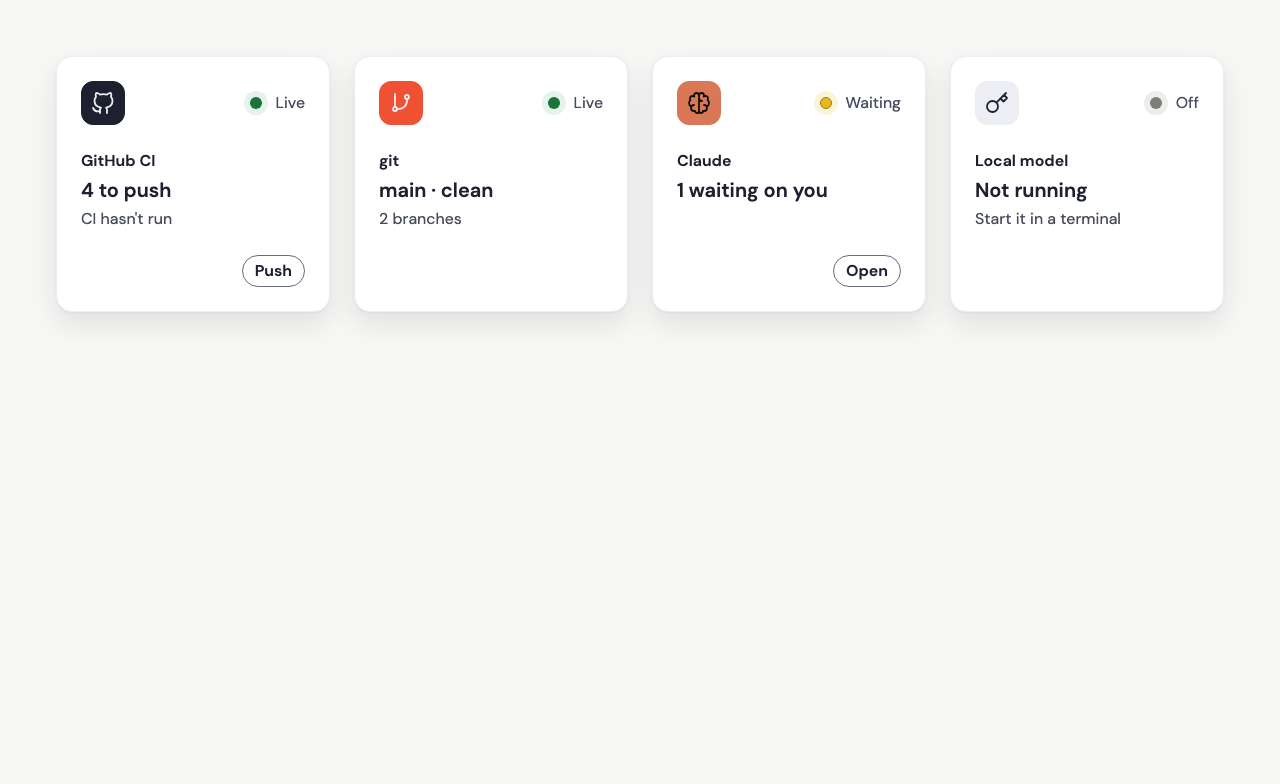 Live
GitHub CI
4 to push
CI hasn't run
Push
Live
git
main · clean
2 branches
Waiting
Claude
1 waiting on you
Open
Off
Local model
Not running
Start it in a terminal